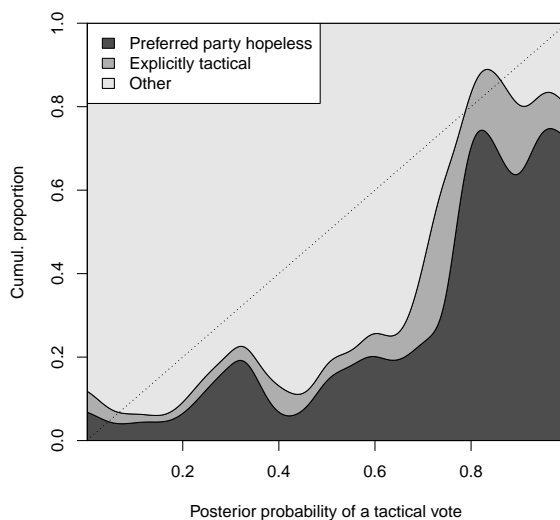 Preferred party hopeless
Explicitly tactical
Other
Cumul. proportion
1.0
0.8
0.6
0.4
0.2
0.0
0.2 0.4 0.6 0.8
Posterior probability of a tactical vote